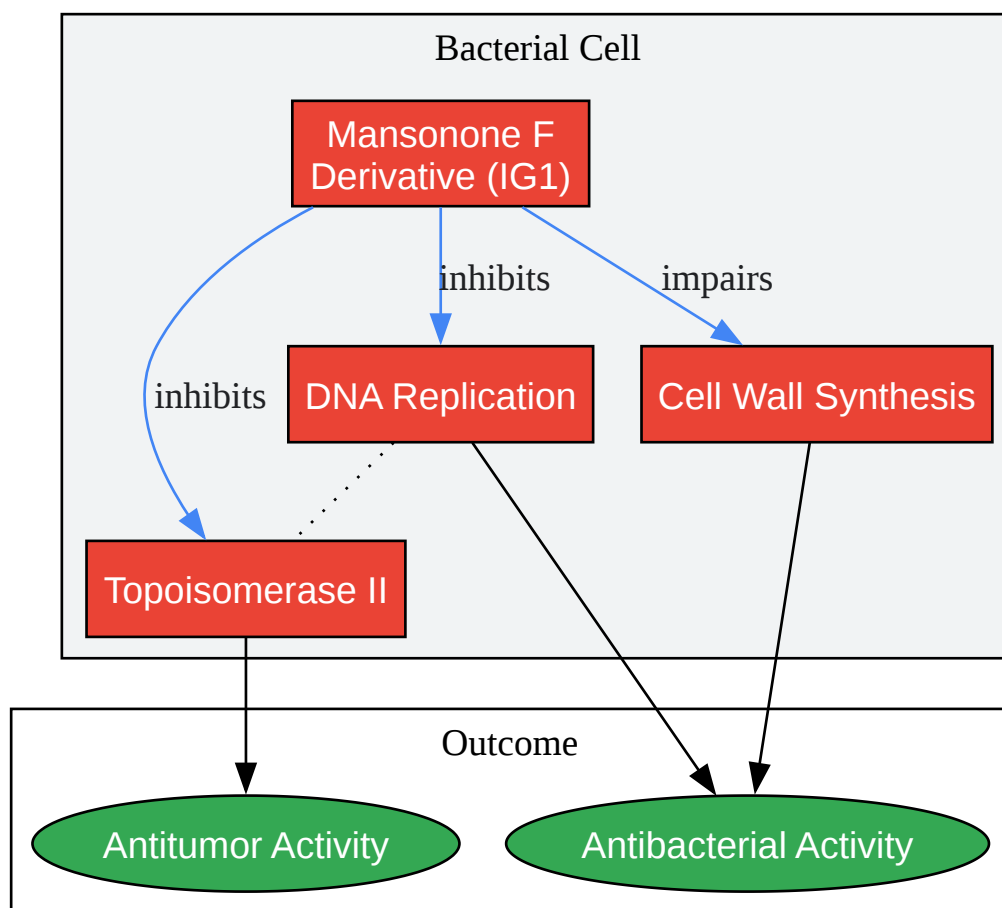 Bacterial Cell
Mansonone F
Derivative (IG1)
inhibits
impairs
inhibits
DNA Replication
Cell Wall Synthesis
Topoisomerase II
Outcome
Antitumor Activity
Antibacterial Activity